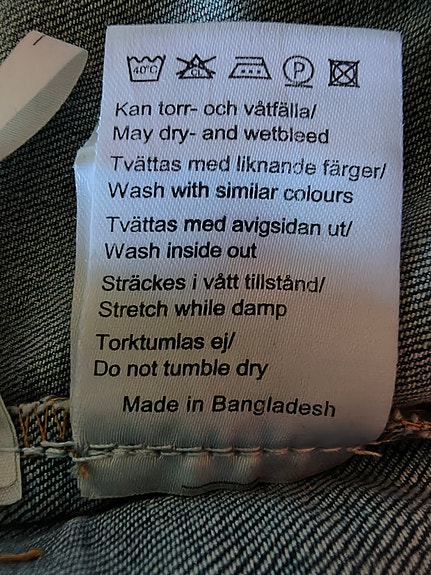 40°C CL P
Kan torr- och våtfälla/
May dry- and wetbleed
Tvättas med liknande färger/
Wash with similar colours
Tvättas med avigsidan ut/
Wash inside out
Sträckes i vått tillstånd/
Stretch while damp
Torktumlas ej/
Do not tumble dry
Made in Bangladesh